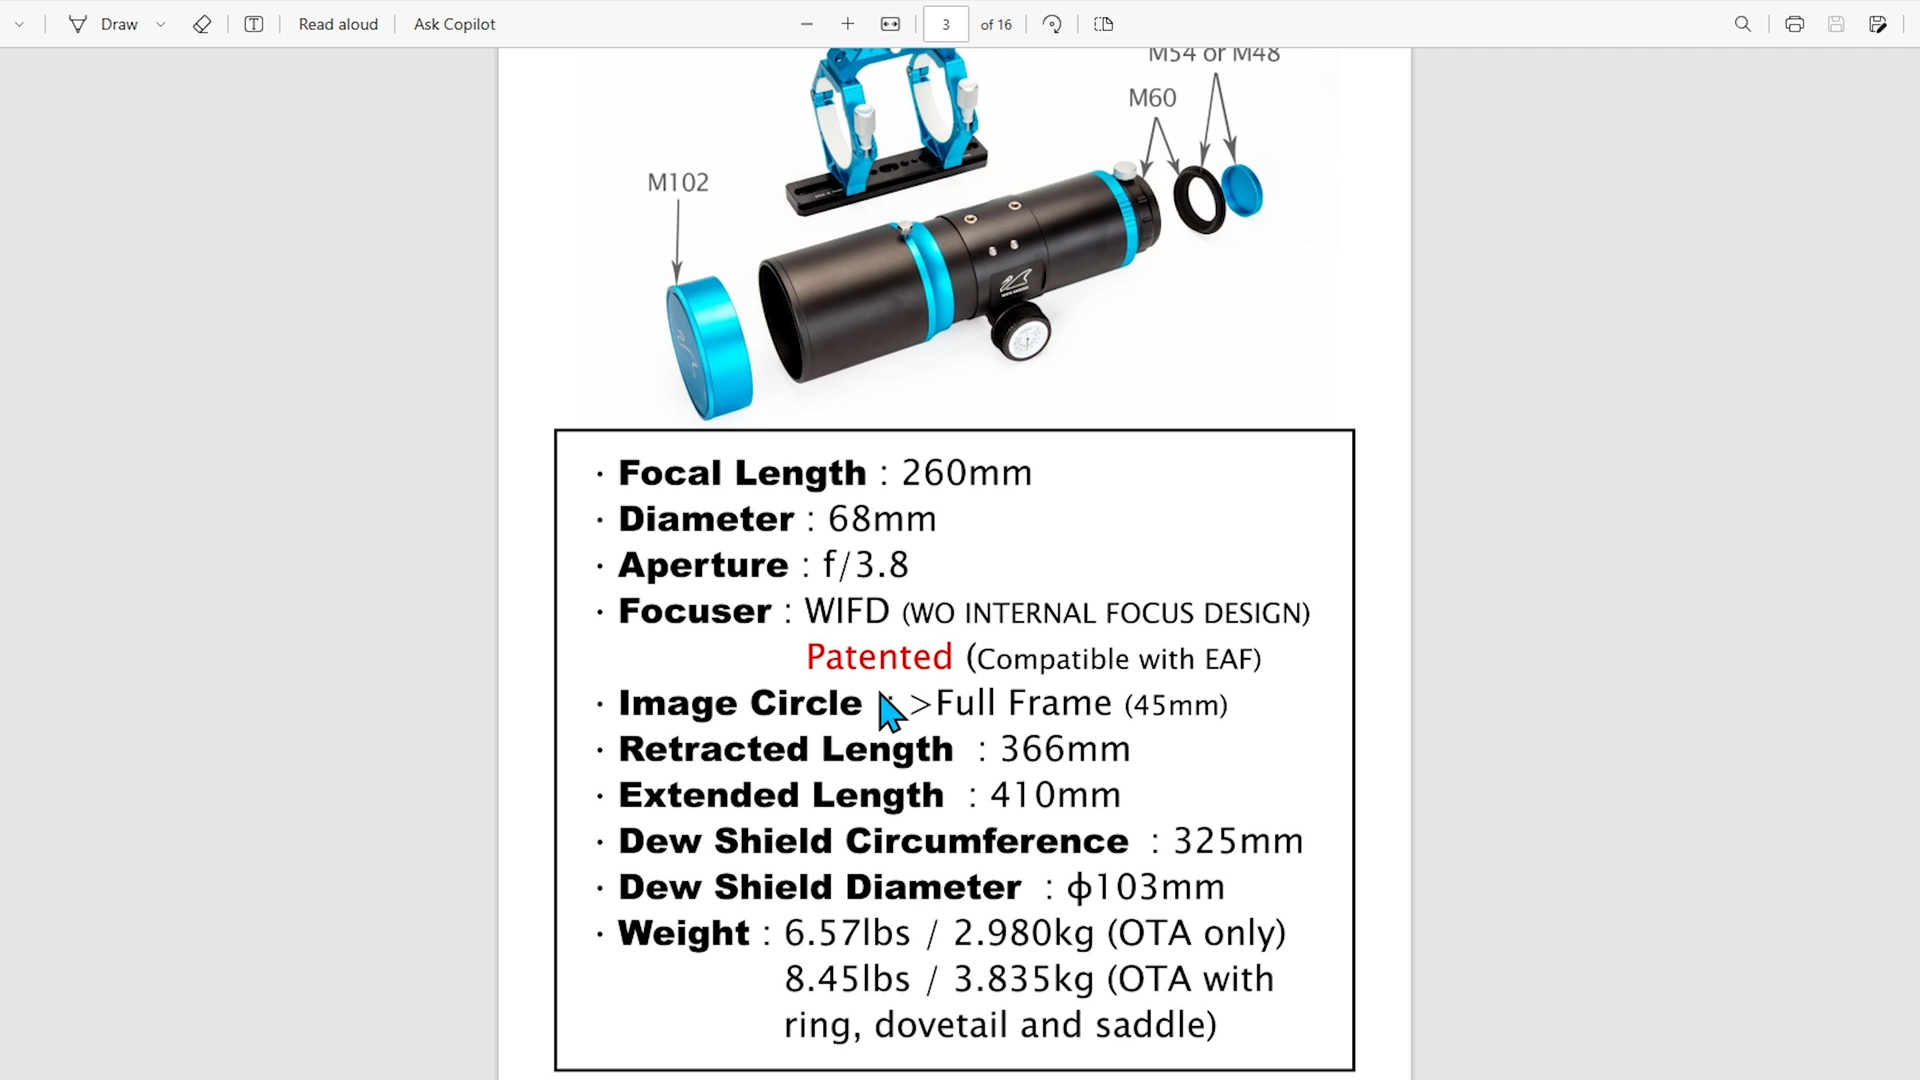 Draw
Read aloud
Ask Copilot
3
of 16
M54 or M48
M60
M102
· Focal Length : 260mm
· Diameter : 68mm
· Aperture : f/3.8
· Focuser : WIFD (WO INTERNAL FOCUS DESIGN)
Patented (Compatible with EAF)
· Image Circle : >Full Frame (45mm)
· Retracted Length : 366mm
· Extended Length : 410mm
· Dew Shield Circumference : 325mm
· Dew Shield Diameter : ф103mm
· Weight : 6.57lbs / 2.980kg (OTA only)
8.45lbs / 3.835kg (OTA with
ring, dovetail and saddle)